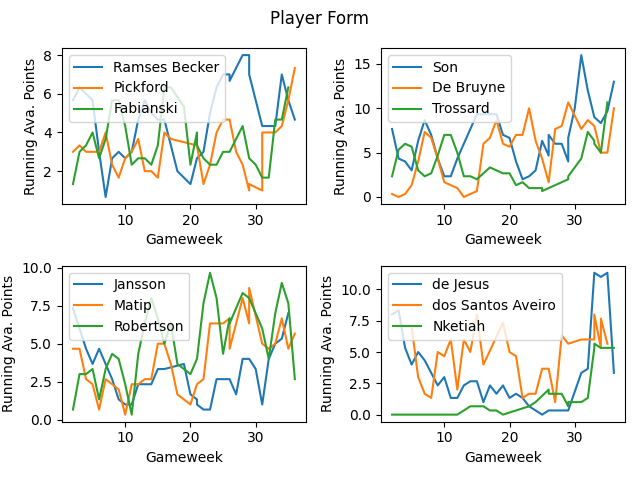 Player Form
Running Ava. Points
8
6
4
2
Ramses Becker
Pickford
Fabianski
10
20
30
Gameweek
Running Ava. Points
15
10
5
0
Son
De Bruyne
Trossard
10
20
30
Gameweek
Running Ava. Points
10.0
7.5
5.0
2.5
0.0
Jansson
Matip
Robertson
10
20
30
Gameweek
Running Ava. Points
10.0
7.5
5.0
2.5
0.0
de Jesus
dos Santos Aveiro
Nketiah
10
20
30
Gameweek